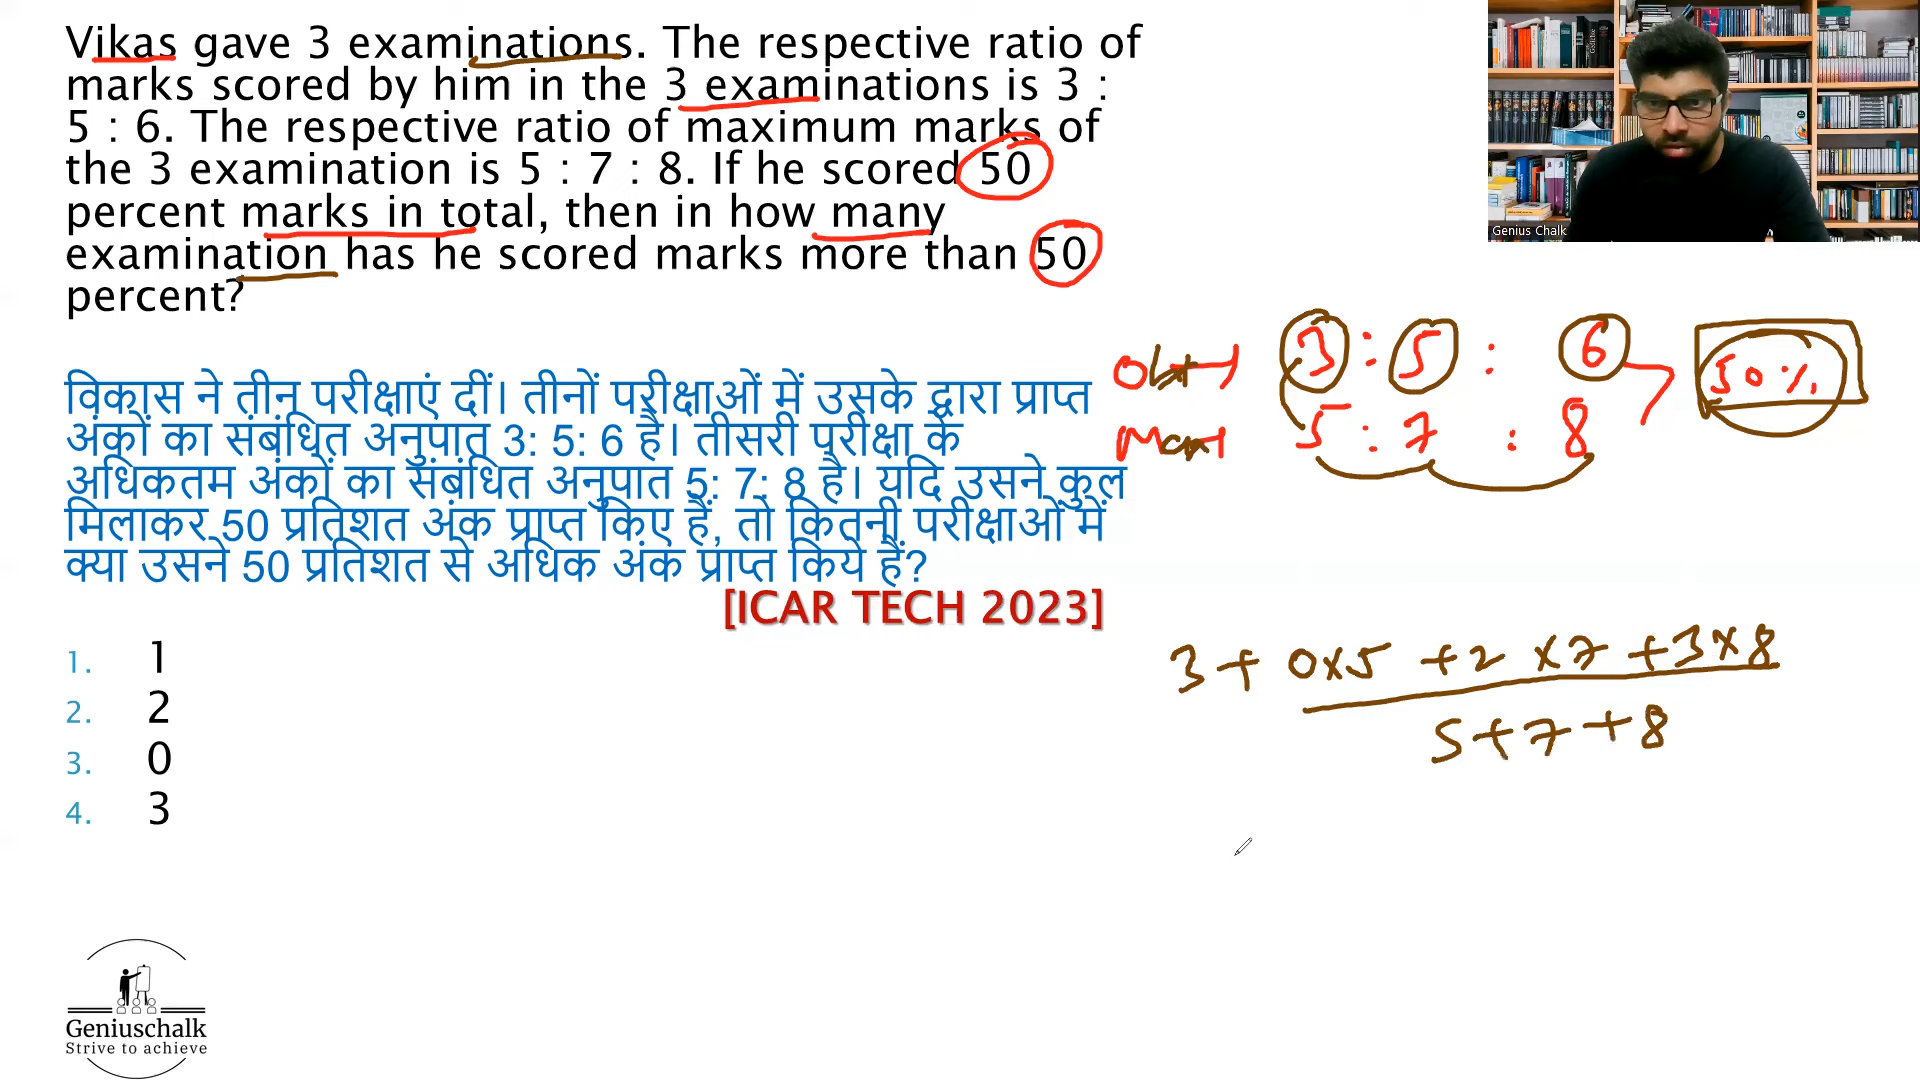 Vikas gave 3 examinations. The respective ratio of
marks scored by him in the 3 examinations is 3 :
5 : 6. The respective ratio of maximum marks of
the 3 examination is 5 : 7 : 8. If he scored 50
percent marks in total, then in how many
examination has he scored marks more than 50
percent?
विकास ने तीन परीक्षाएं दीं। तीनों परीक्षाओं में उसके द्वारा प्राप्त
अंकों का संबंधित अनुपात 3: 5: 6 है। तीसरी परीक्षा के
अधिकतम अंकों का संबंधित अनुपात 5: 7: 8 है। यदि उसने कुल
मिलाकर 50 प्रतिशत अंक प्राप्त किए हैं, तो कितनी परीक्षाओं में
क्या उसने 50 प्रतिशत से अधिक अंक प्राप्त किये हैं?
[ICAR TECH 2023]
1. 1
2. 2
3. 0
4. 3
Genius Chalk
3 : 5 : 6
50%
5 : 7 : 8
3 + 0×5 + 2×7 + 3×8
5+7+8
Geniuschalk
Strive to achieve